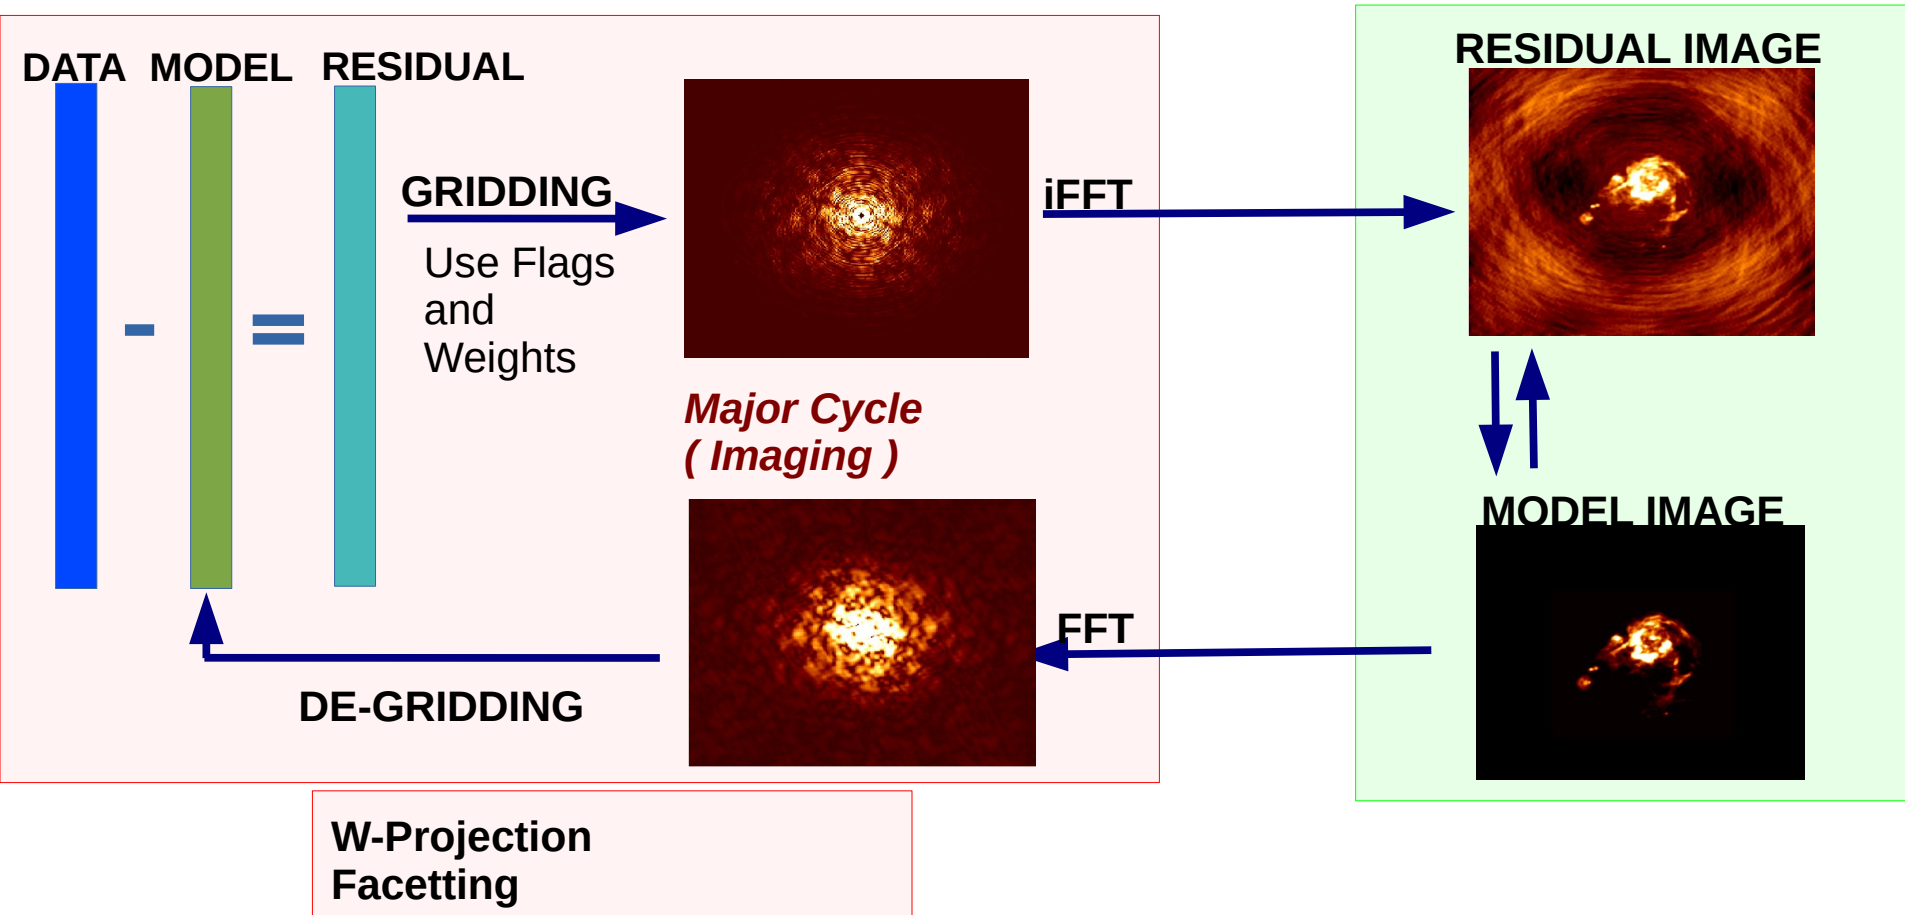 DATA MODEL RESIDUAL
GRIDDING
Use Flags
and
Weights
iFFT
RESIDUAL IMAGE
Major Cycle
( Imaging )
MODEL IMAGE
FFT
DE-GRIDDING
W-Projection
Facetting